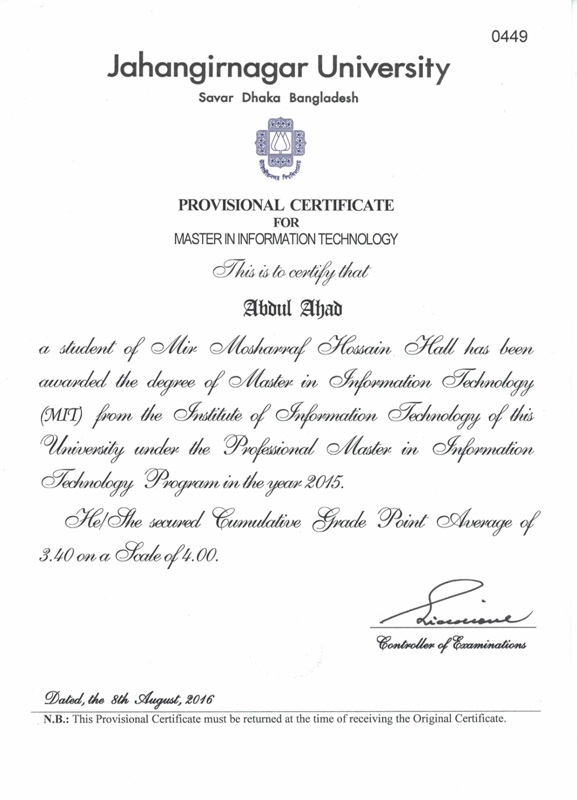 0449
Jahangirnagar University
Savar Dhaka Bangladesh
জাহাঙ্গীরনগর বিশ্ববিদ্যালয়
PROVISIONAL CERTIFICATE
FOR
MASTER IN INFORMATION TECHNOLOGY
This is to certify that
Abdul Ahad
a student of Mir Mosharraf Hossain Hall has been
awarded the degree of Master in Information Technology
(MIT) from the Institute of Information Technology of this
University under the Professional Master in Information
Technology Program in the year 2015.
He/She secured Cumulative Grade Point Average of
3.40 on a Scale of 4.00.
Controller of Examinations
Dated, the 8th August, 2016
N.B.: This Provisional Certificate must be returned at the time of receiving the Original Certificate.